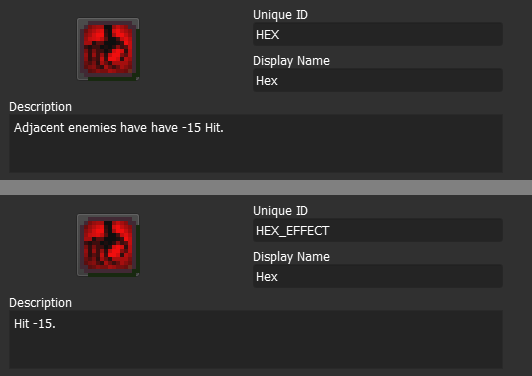 Unique ID
HEX
Display Name
Hex
Description
Adjacent enemies have have -15 Hit.
Unique ID
HEX_EFFECT
Display Name
Hex
Description
Hit -15.